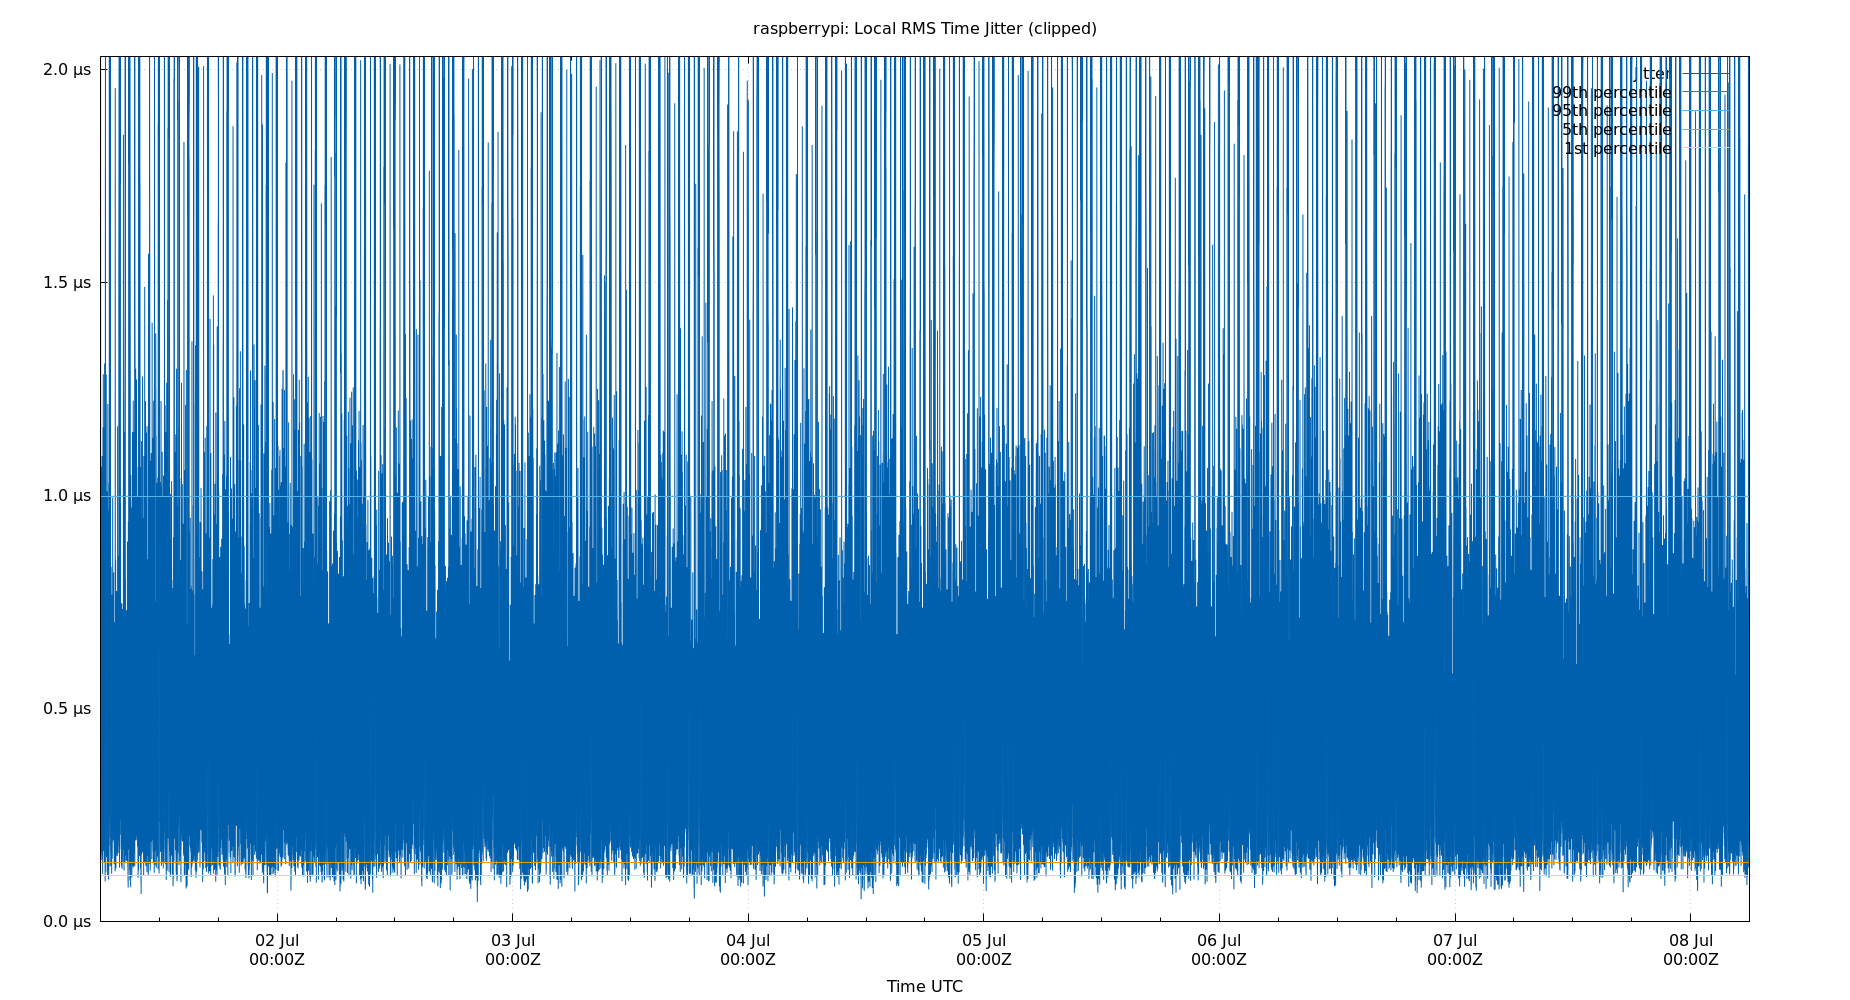 raspberrypi: Local RMS Time Jitter (clipped)
2.0 µs
1.5 µs
1.0 µs
0.5 µs
0.0 µs
jitter
99th percentile
95th percentile
5th percentile
1st percentile
02 Jul 03 Jul 04 Jul 05 Jul 06 Jul 07 Jul 08 Jul
00:00Z 00:00Z 00:00Z 00:00Z 00:00Z 00:00Z 00:00Z
Time UTC